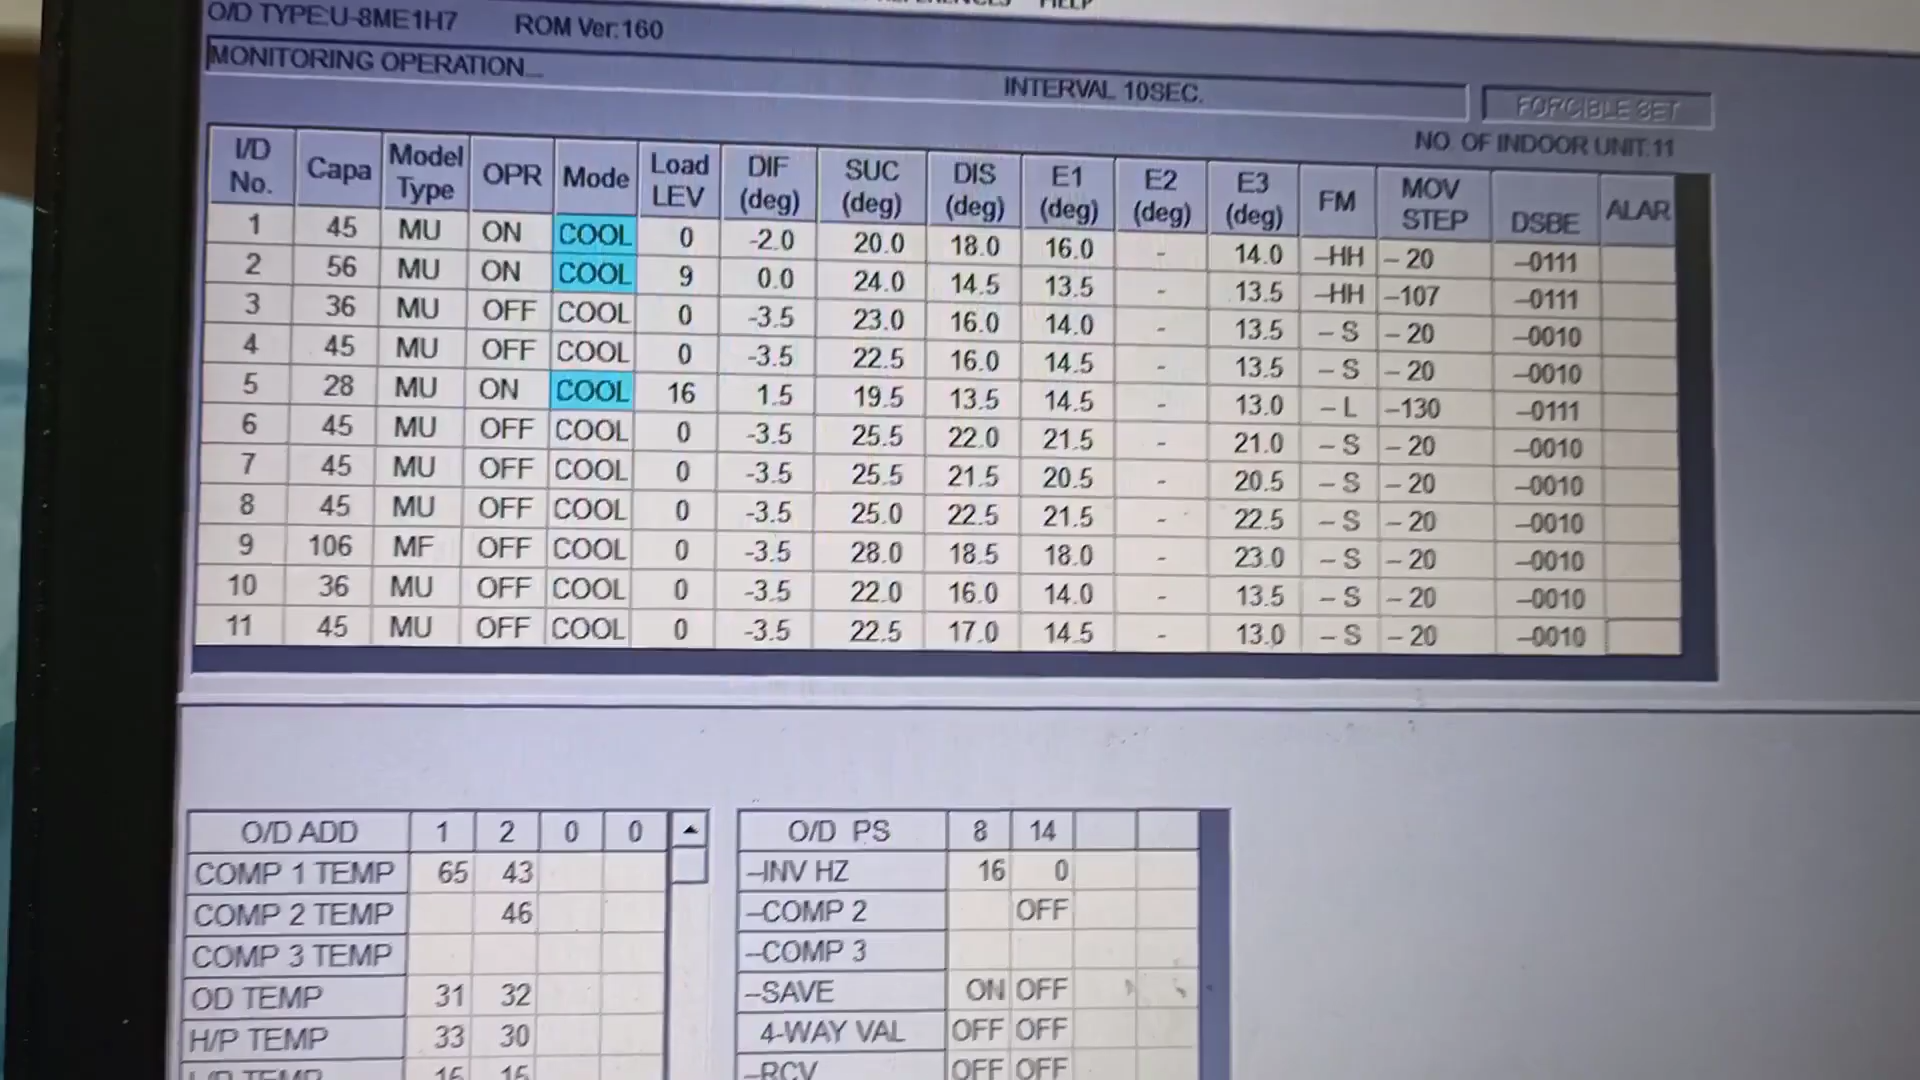 HELP
O/D TYPE:U-8ME1H7 ROM Ver:160
MONITORING OPERATION...
INTERVAL 10SEC.
FORCIBLE SET
NO. OF INDOOR UNIT:11
I/D No. Capa Model Type OPR Mode Load LEV DIF (deg) SUC (deg) DIS (deg) E1 (deg) E2 (deg) E3 (deg) FM MOV STEP DSBE ALAR
1 45 MU ON COOL 0 -2.0 20.0 18.0 16.0 - 14.0 -HH - 20 -0111
2 56 MU ON COOL 9 0.0 24.0 14.5 13.5 - 13.5 -HH -107 -0111
3 36 MU OFF COOL 0 -3.5 23.0 16.0 14.0 - 13.5 - S - 20 -0010
4 45 MU OFF COOL 0 -3.5 22.5 16.0 14.5 - 13.5 - S - 20 -0010
5 28 MU ON COOL 16 1.5 19.5 13.5 14.5 - 13.0 - L -130 -0111
6 45 MU OFF COOL 0 -3.5 25.5 22.0 21.5 - 21.0 - S - 20 -0010
7 45 MU OFF COOL 0 -3.5 25.5 21.5 20.5 - 20.5 - S - 20 -0010
8 45 MU OFF COOL 0 -3.5 25.0 22.5 21.5 - 22.5 - S - 20 -0010
9 106 MF OFF COOL 0 -3.5 28.0 18.5 18.0 - 23.0 - S - 20 -0010
10 36 MU OFF COOL 0 -3.5 22.0 16.0 14.0 - 13.5 - S - 20 -0010
11 45 MU OFF COOL 0 -3.5 22.5 17.0 14.5 - 13.0 - S - 20 -0010
O/D ADD 1 2 0 0
COMP 1 TEMP 65 43
COMP 2 TEMP 46
COMP 3 TEMP
OD TEMP 31 32
H/P TEMP 33 30
TEMP 15 15
O/D PS 8 14
-INV HZ 16 0
-COMP 2 OFF
-COMP 3
-SAVE ON OFF
4-WAY VAL OFF OFF
-RCV OFF OFF